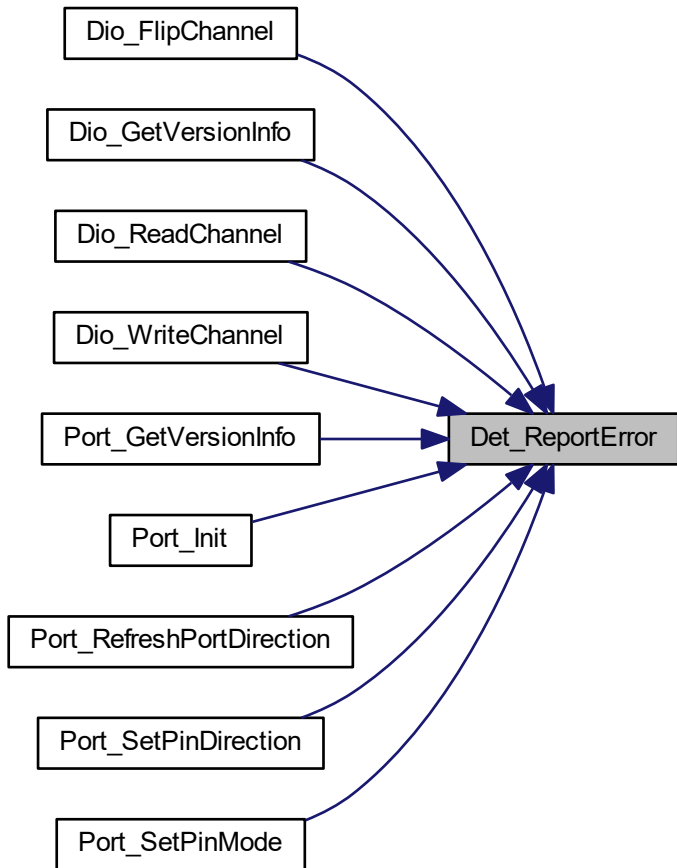 Dio_FlipChannel
Dio_GetVersionInfo
Dio_ReadChannel
Dio_WriteChannel
Port_GetVersionInfo
Det_ReportError
Port_Init
Port_RefreshPortDirection
Port_SetPinDirection
Port_SetPinMode